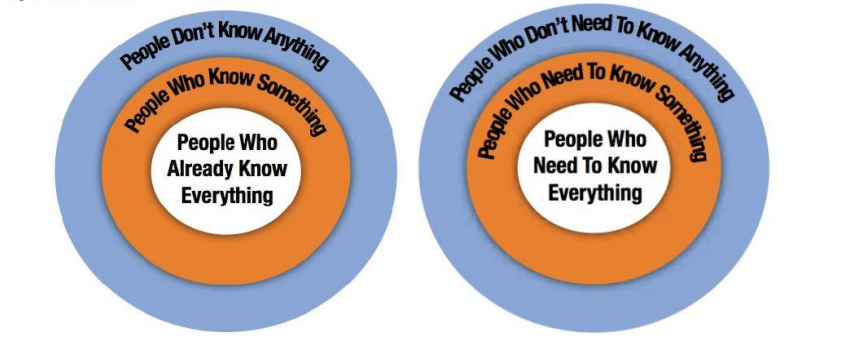 People Don't Know Anything
People Who Know Something
People Who
Already Know
Everything
People Who Don't Need To Know Anything
People Who Need To Know Something
People Who
Need To Know
Everything